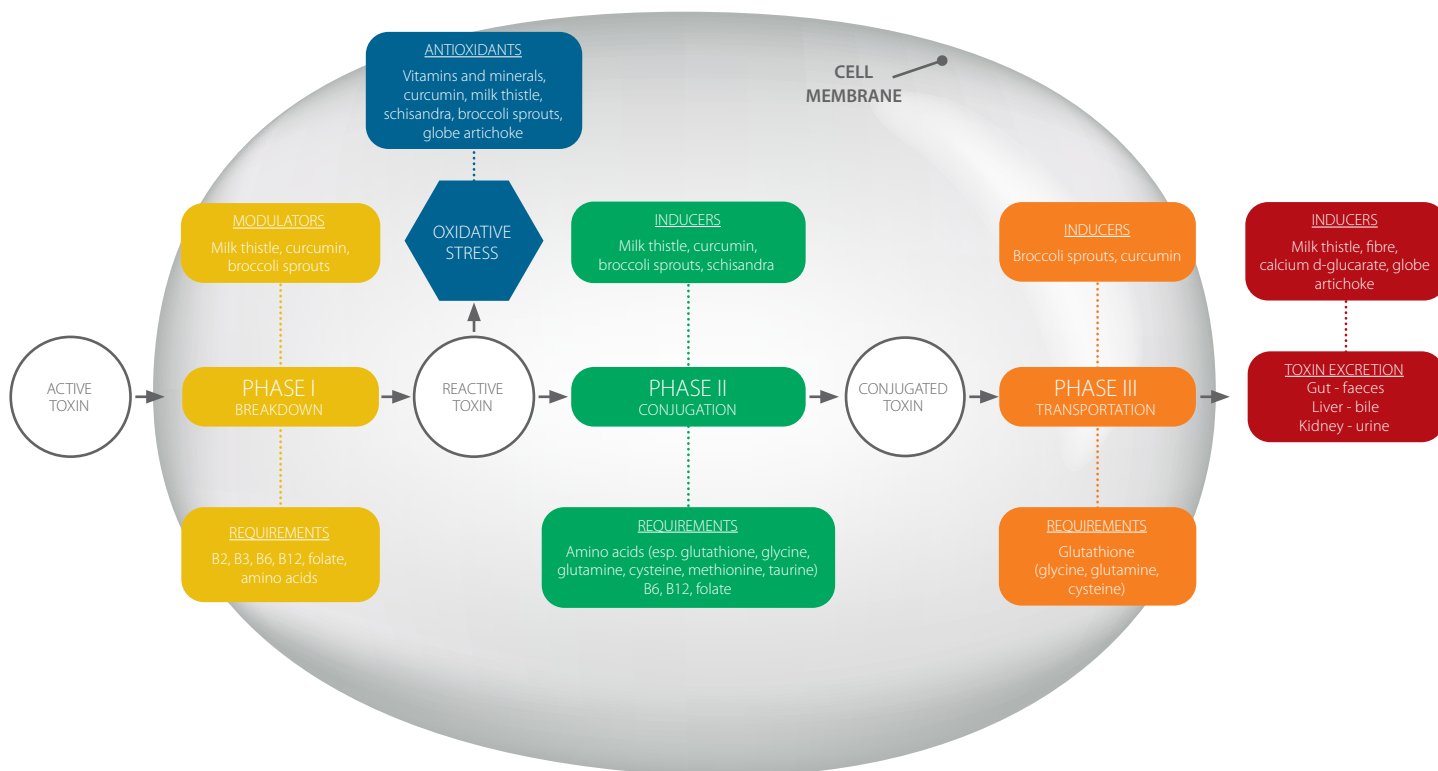 ANTIOXIDANTS
Vitamins and minerals,
curcumin, milk thistle,
schisandra, broccoli sprouts,
globe artichoke
CELL
MEMBRANE
MODULATORS
Milk thistle, curcumin,
broccoli sprouts
OXIDATIVE
STRESS
INDUCERS
Milk thistle, curcumin,
broccoli sprouts, schisandra
INDUCERS
Broccoli sprouts, curcumin
INDUCERS
Milk thistle, fibre,
calcium d-glucarate, globe
artichoke
ACTIVE
TOXIN
PHASE I
BREAKDOWN
REACTIVE
TOXIN
PHASE II
CONJUGATION
CONJUGATED
TOXIN
PHASE III
TRANSPORTATION
TOXIN EXCRETION
Gut - faeces
Liver - bile
Kidney - urine
REQUIREMENTS
B2, B3, B6, B12, folate,
amino acids
REQUIREMENTS
Amino acids (esp. glutathione, glycine,
glutamine, cysteine, methionine, taurine)
B6, B12, folate
REQUIREMENTS
Glutathione
(glycine, glutamine,
cysteine)